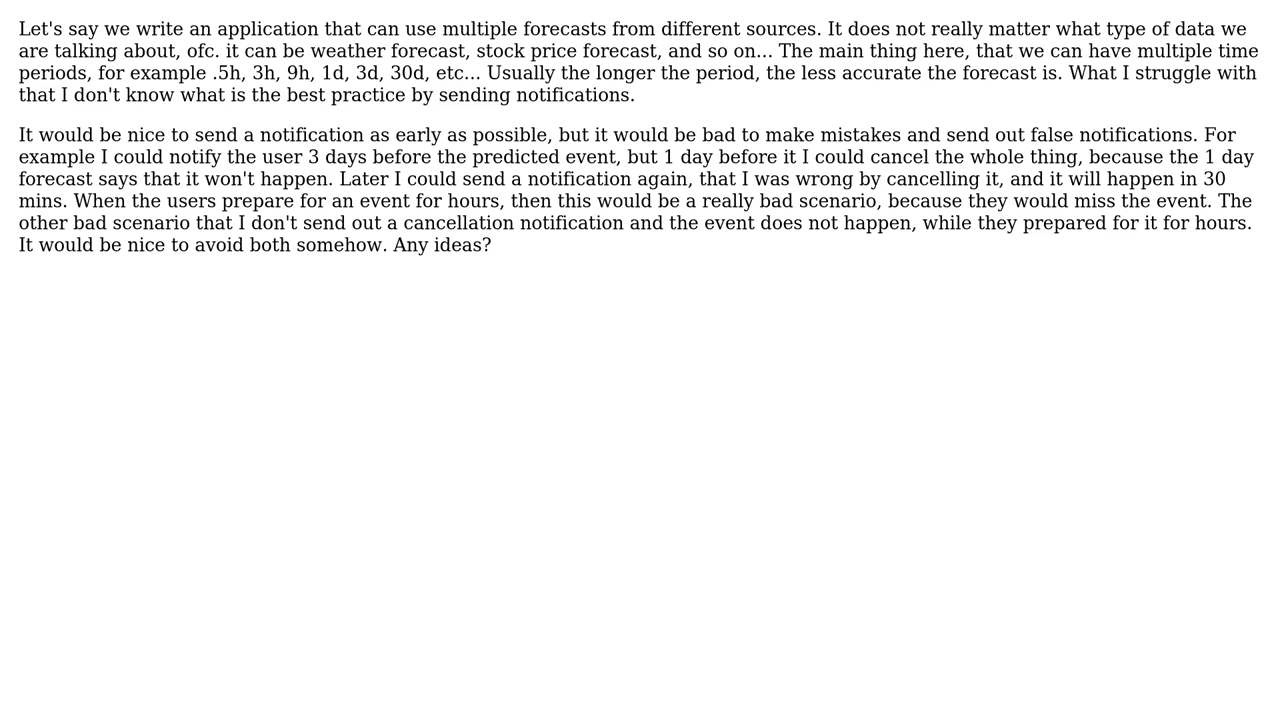 Let's say we write an application that can use multiple forecasts from different sources. It does not really matter what type of data we
are talking about, ofc. it can be weather forecast, stock price forecast, and so on... The main thing here, that we can have multiple time
periods, for example .5h, 3h, 9h, 1d, 3d, 30d, etc... Usually the longer the period, the less accurate the forecast is. What I struggle with
that I don't know what is the best practice by sending notifications.
It would be nice to send a notification as early as possible, but it would be bad to make mistakes and send out false notifications. For
example I could notify the user 3 days before the predicted event, but 1 day before it I could cancel the whole thing, because the 1 day
forecast says that it won't happen. Later I could send a notification again, that I was wrong by cancelling it, and it will happen in 30
mins. When the users prepare for an event for hours, then this would be a really bad scenario, because they would miss the event. The
other bad scenario that I don't send out a cancellation notification and the event does not happen, while they prepared for it for hours.
It would be nice to avoid both somehow. Any ideas?